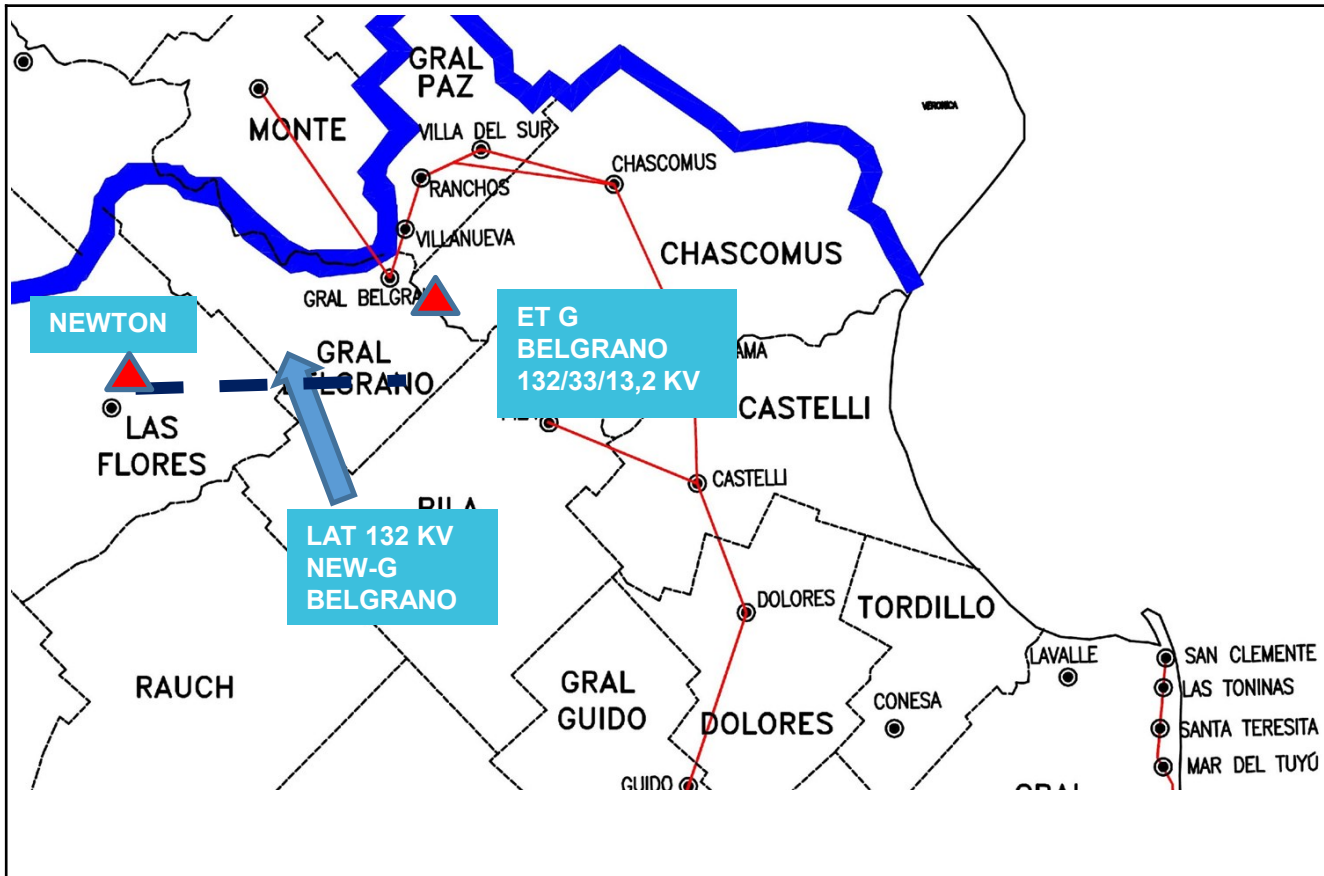 GRAL
PAZ
VERONICA
MONTE
VILLA DEL SUR
CHASCOMUS
RANCHOS
VILLANUEVA
CHASCOMUS
GRAL
NEWTON
ET G
BELGRANO
132/33/13,2 KV
GRAL
BELGRANO
CASTELLI
LAS
FLORES
CASTELLI
LAT 132 KV
NEW-G
BELGRANO
DOLORES
TORDILLO
LAVALLE
SAN CLEMENTE
RAUCH
GRAL
GUIDO
LAS TONINAS
CONESA
DOLORES
SANTA TERESITA
MAR DEL TUYÚ
GUIDO